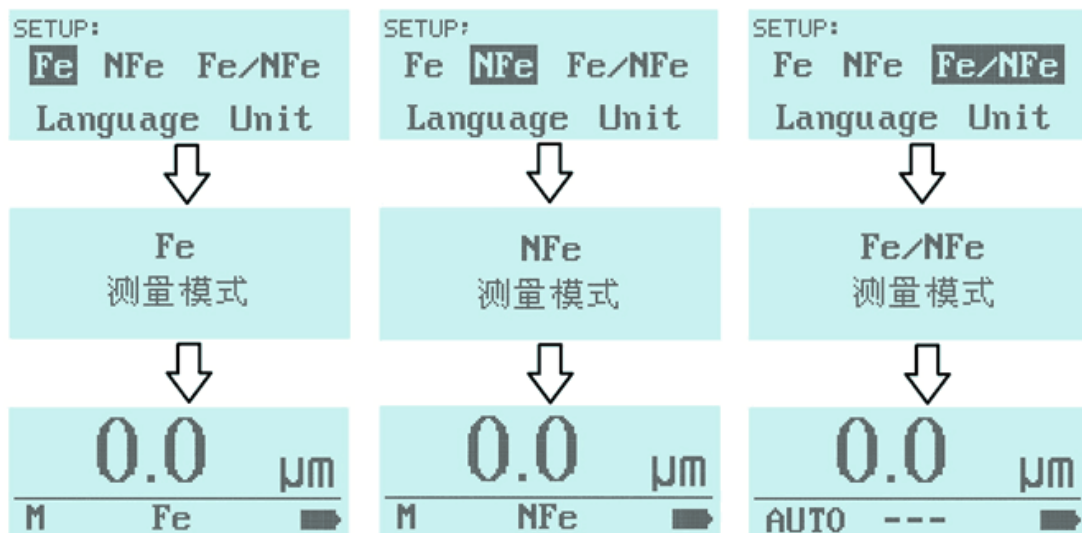 SETUP:
Fe NFe Fe/NFe
Language Unit
Fe
测量模式
0.0 μm
M Fe
SETUP:
Fe NFe Fe/NFe
Language Unit
NFe
测量模式
0.0 μm
M NFe
SETUP:
Fe NFe Fe/NFe
Language Unit
Fe/NFe
测量模式
0.0 μm
AUTO ---